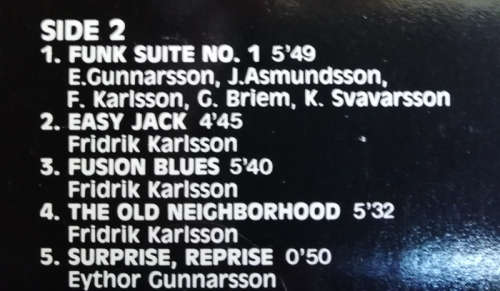 SIDE 2
1. FUNK SUITE NO. 1 5'49
E.Gunnarsson, J.Asmundsson,
F. Karlsson, G. Briem, K. Svavarsson
2. EASY JACK 4'45
Fridrik Karlsson
3. FUSION BLUES 5'40
Fridrik Karlsson
4. THE OLD NEIGHBORHOOD 5'32
Fridrik Karlsson
5. SURPRISE, REPRISE 0'50
Eythor Gunnarsson